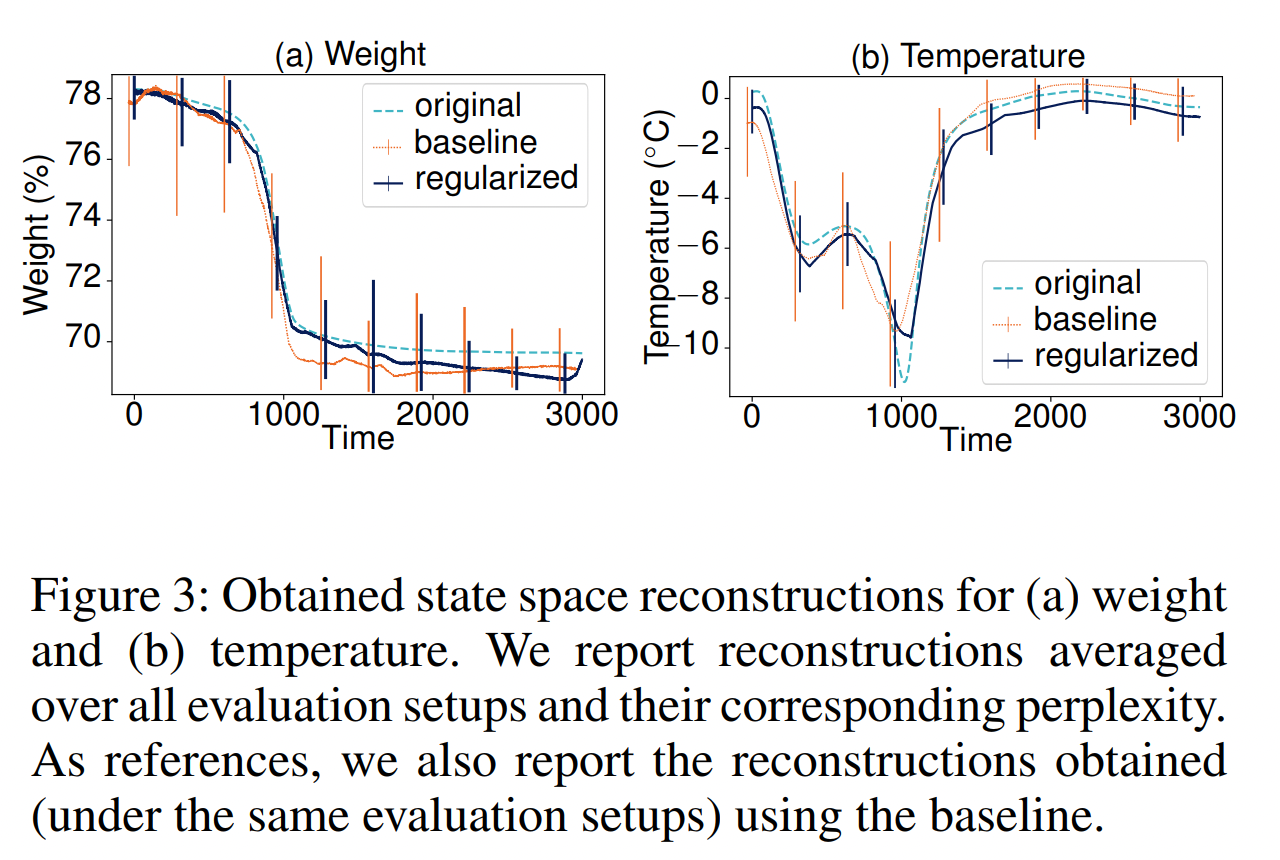 (a) Weight
78
76
74
72
70
Weight (%)
original
baseline
regularized
0
1000
2000
3000
Time
(b) Temperature
0
−2
−4
−6
−8
−10
Temperature (°C)
original
baseline
regularized
0
1000
2000
3000
Time
Figure 3: Obtained state space reconstructions for (a) weight
and (b) temperature. We report reconstructions averaged
over all evaluation setups and their corresponding perplexity.
As references, we also report the reconstructions obtained
(under the same evaluation setups) using the baseline.